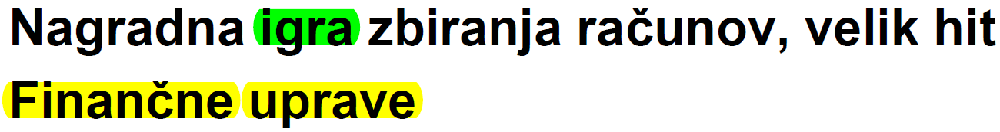 Nagradna igra zbiranja računov, velik hit
Finančne uprave